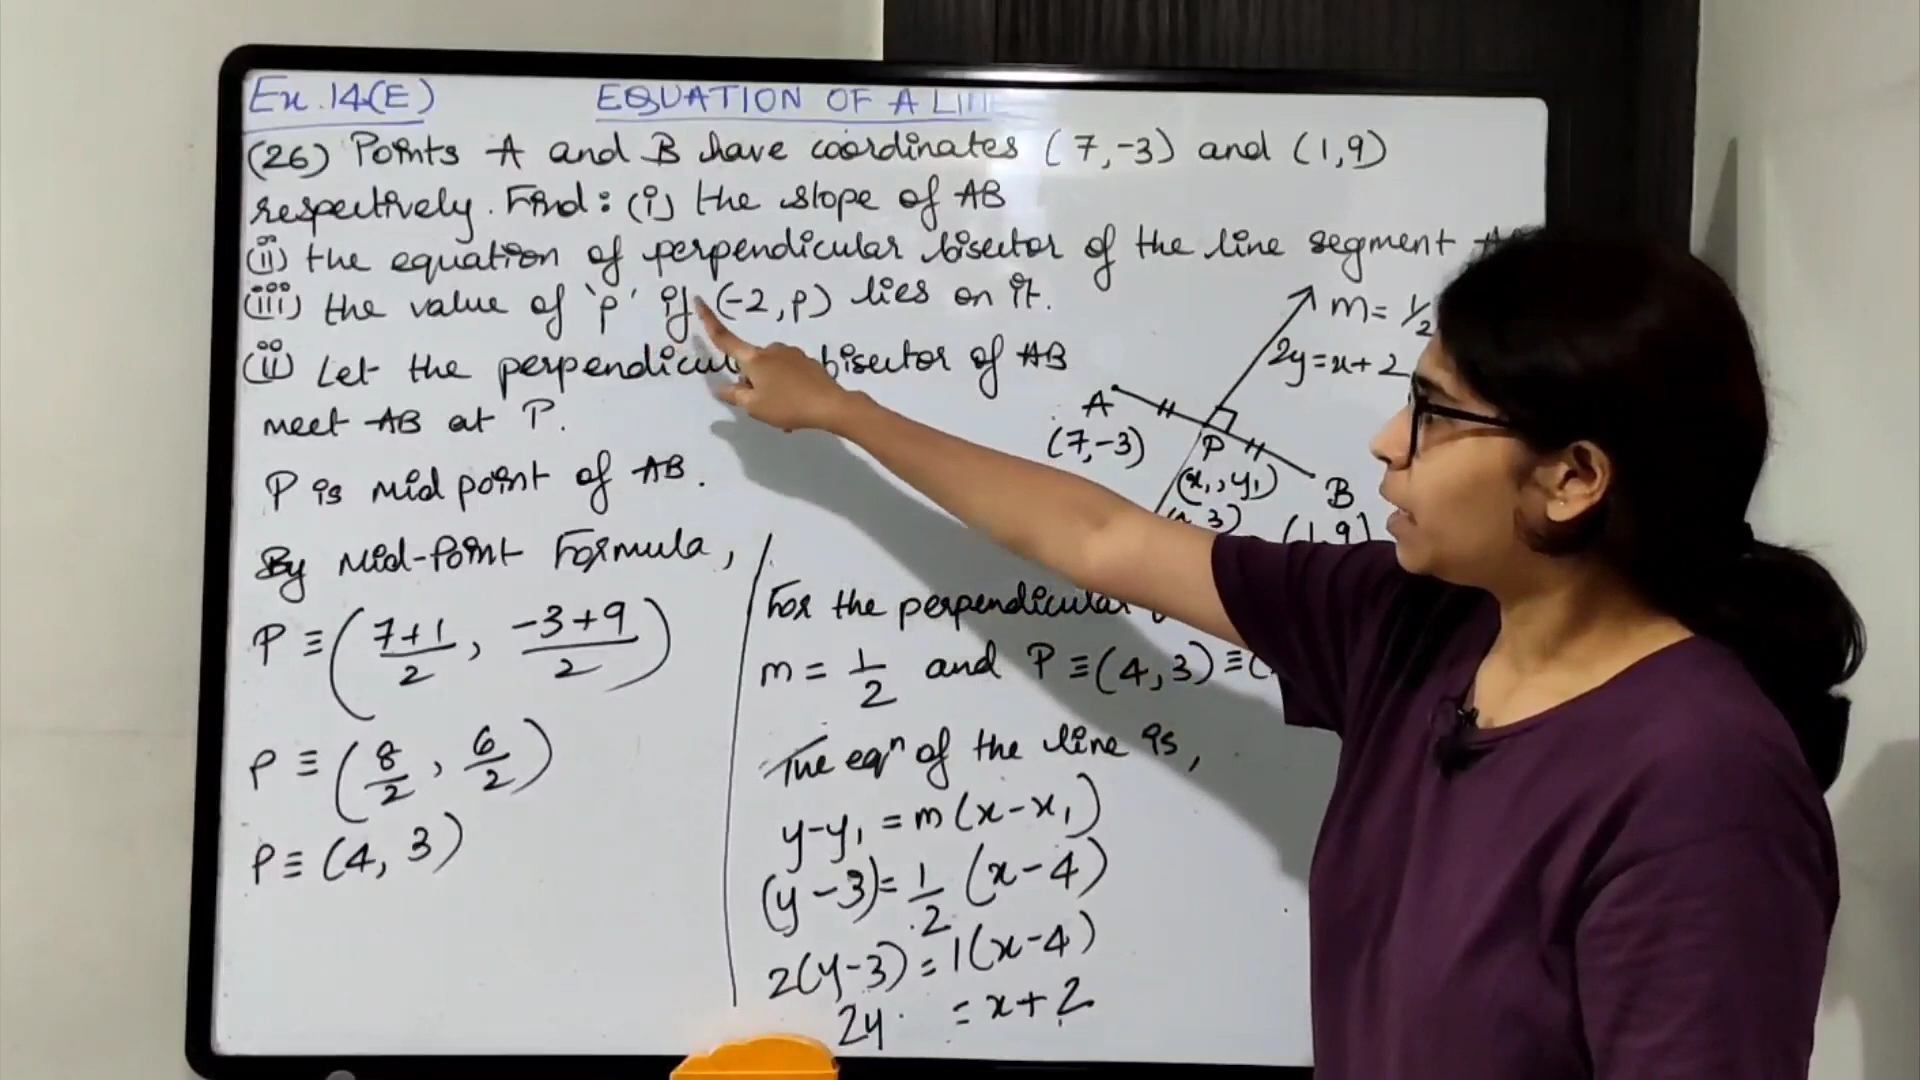 Ex.14(E) EQUATION OF A LIN
(26) Points A and B have coordinates (7,-3) and (1,9)
respectively. Find: (i) the slope of AB
(ii) the equation of perpendicular bisector of the line segment
(iii) the value of 'p' if (-2,p) lies on it.
(ii) Let the bisector of AB
meet AB at P.
P is mid point of AB.
By Mid-Point Formula,
P ≡ (7+1/2, -3+9/2)
P ≡ (8/2, 6/2)
P ≡ (4, 3)
m = 1/2
2y = x + 2
A
(7,-3)
P
(x₁, y₁)
3)
B
(1,9)
For the perpendicular
m = 1/2 and P ≡ (4,3) ≡ (
The eqⁿ of the line is,
y-y₁ = m(x-x₁)
(y-3) = 1/2 (x-4)
2(y-3) = 1(x-4)
2y = x+2